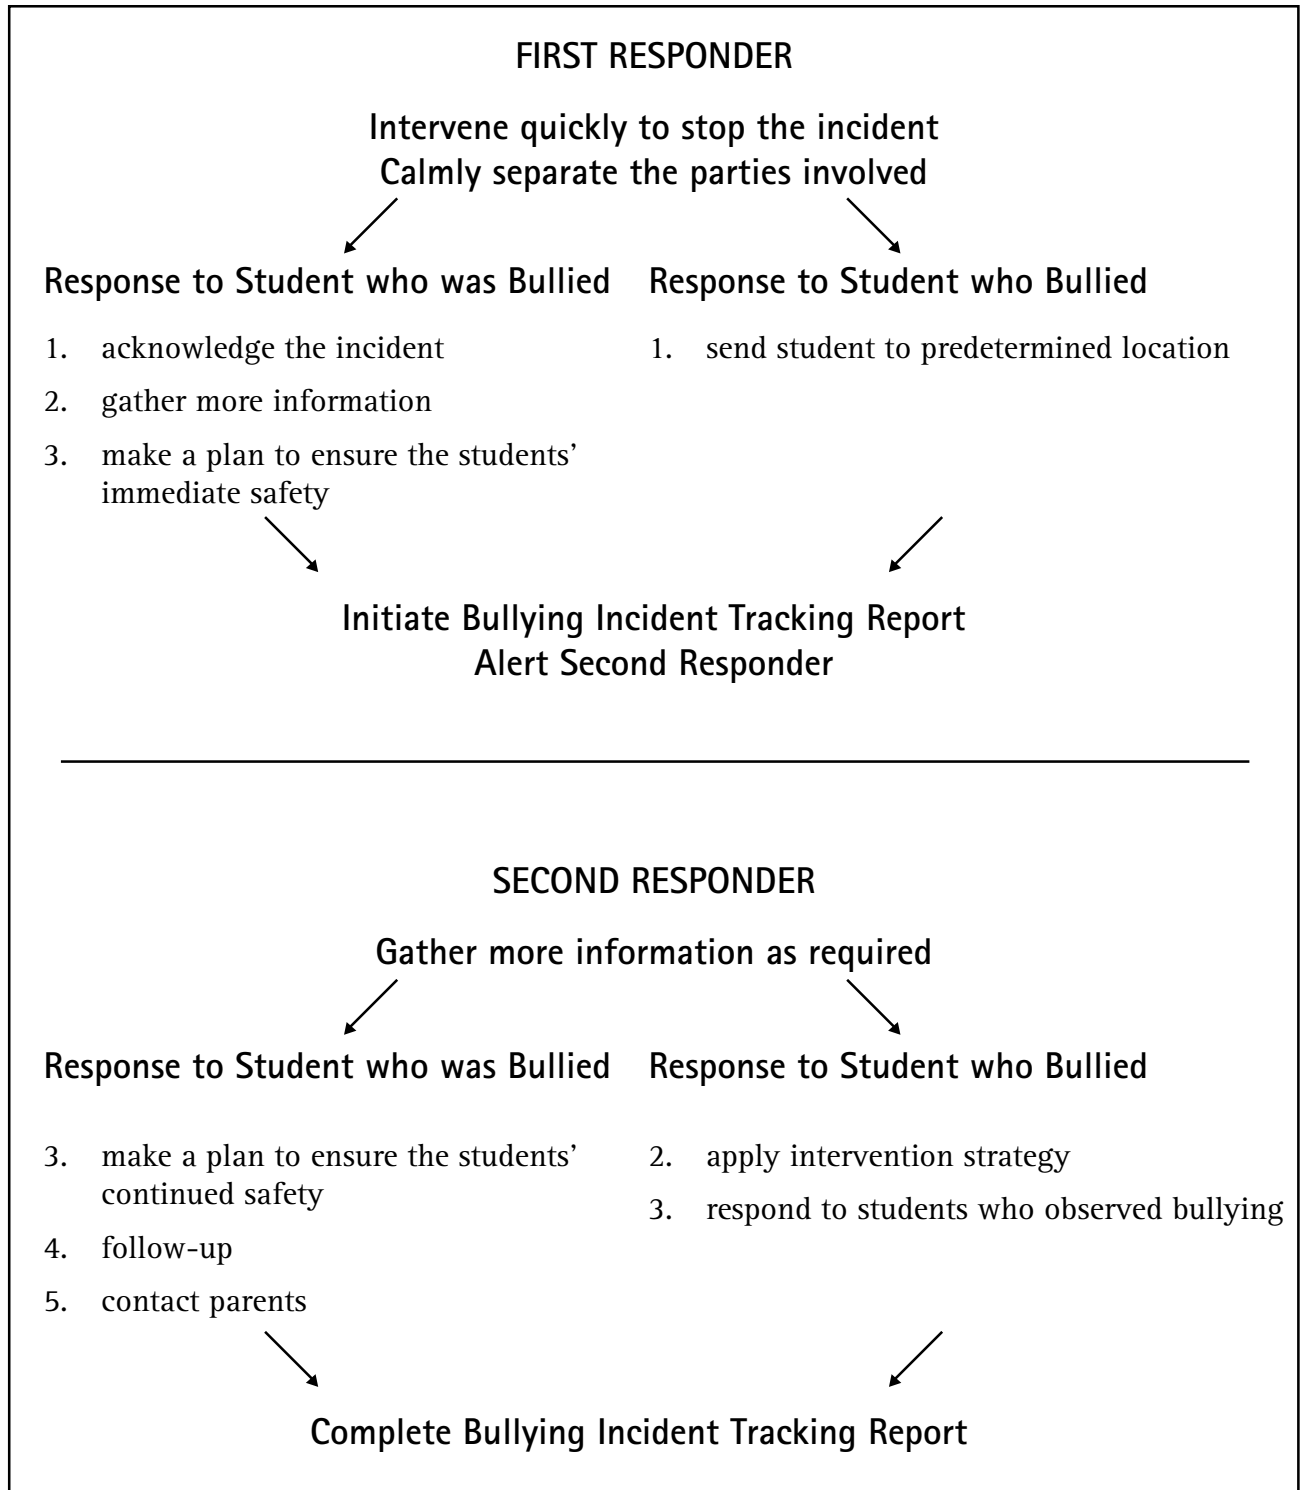 FIRST RESPONDER
Intervene quickly to stop the incident
Calmly separate the parties involved
Response to Student who was Bullied
1. acknowledge the incident
2. gather more information
3. make a plan to ensure the students’
immediate safety
Response to Student who Bullied
1. send student to predetermined location
Initiate Bullying Incident Tracking Report
Alert Second Responder
SECOND RESPONDER
Gather more information as required
Response to Student who was Bullied
3. make a plan to ensure the students’
continued safety
4. follow-up
5. contact parents
Response to Student who Bullied
2. apply intervention strategy
3. respond to students who observed bullying
Complete Bullying Incident Tracking Report